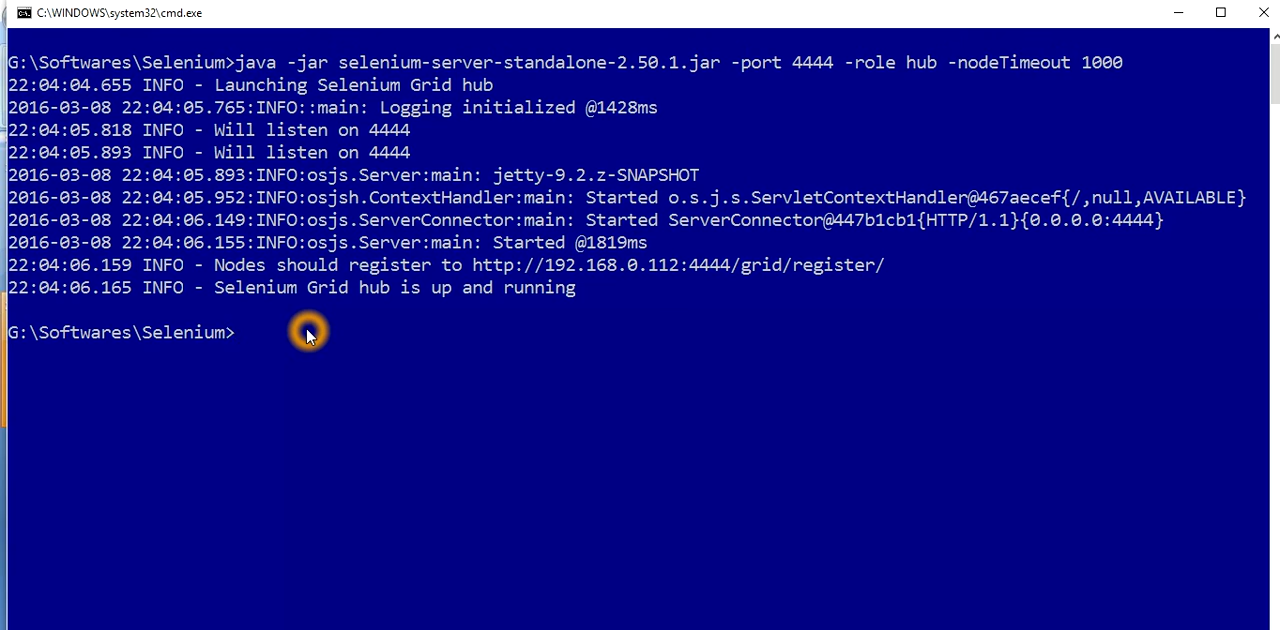 C:\WINDOWS\system32\cmd.exe
G:\Softwares\Selenium>java -jar selenium-server-standalone-2.50.1.jar -port 4444 -role hub -nodeTimeout 1000
22:04:04.655 INFO - Launching Selenium Grid hub
2016-03-08 22:04:05.765:INFO::main: Logging initialized @1428ms
22:04:05.818 INFO - Will listen on 4444
22:04:05.893 INFO - Will listen on 4444
2016-03-08 22:04:05.893:INFO:osjs.Server:main: jetty-9.2.z-SNAPSHOT
2016-03-08 22:04:05.952:INFO:osjsh.ContextHandler:main: Started o.s.j.s.ServletContextHandler@467aecef{/,null,AVAILABLE}
2016-03-08 22:04:06.149:INFO:osjs.ServerConnector:main: Started ServerConnector@447b1cb1{HTTP/1.1}{0.0.0.0:4444}
2016-03-08 22:04:06.155:INFO:osjs.Server:main: Started @1819ms
22:04:06.159 INFO - Nodes should register to http://192.168.0.112:4444/grid/register/
22:04:06.165 INFO - Selenium Grid hub is up and running
G:\Softwares\Selenium>